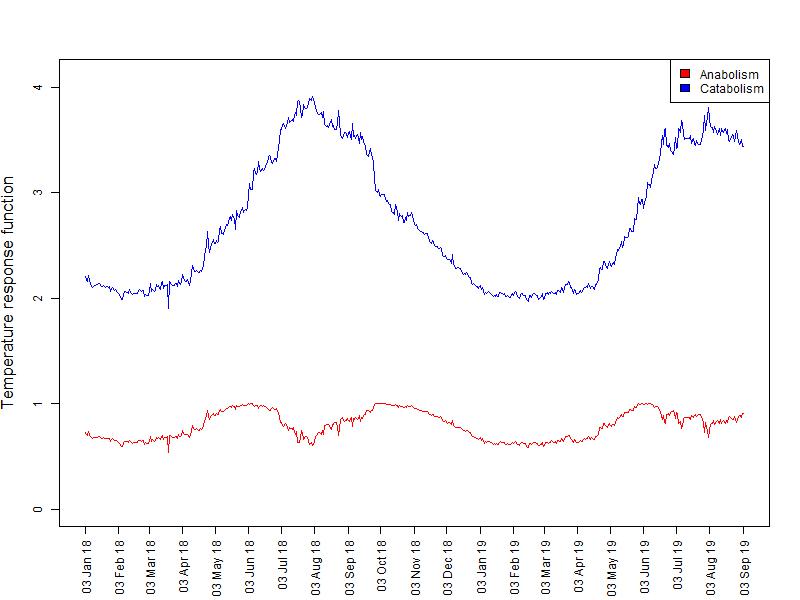 Anabolism
Catabolism
Temperature response function
4
3
2
1
0
03 Jan 18
03 Feb 18
03 Mar 18
03 Apr 18
03 May 18
03 Jun 18
03 Jul 18
03 Aug 18
03 Sep 18
03 Oct 18
03 Nov 18
03 Dec 18
03 Jan 19
03 Feb 19
03 Mar 19
03 Apr 19
03 May 19
03 Jun 19
03 Jul 19
03 Aug 19
03 Sep 19